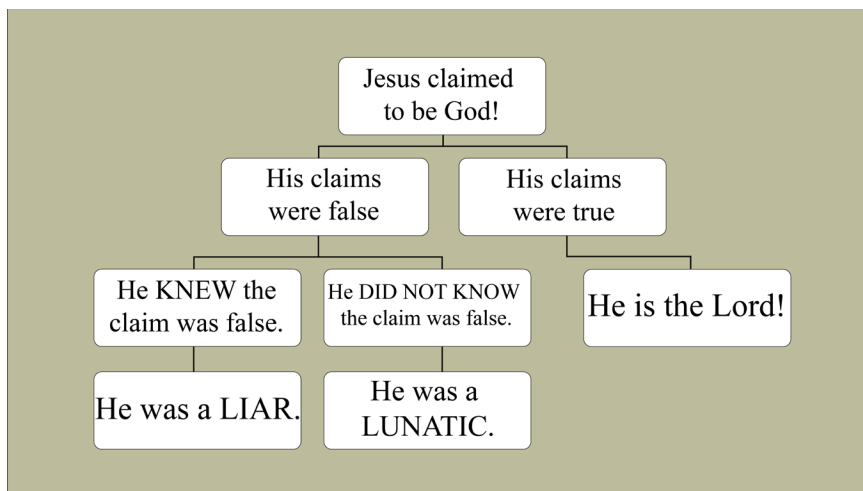 Jesus claimed
to be God!
His claims
were false
His claims
were true
He KNEW the
claim was false.
He DID NOT KNOW
the claim was false.
He is the Lord!
He was a LIAR.
He was a
LUNATIC.